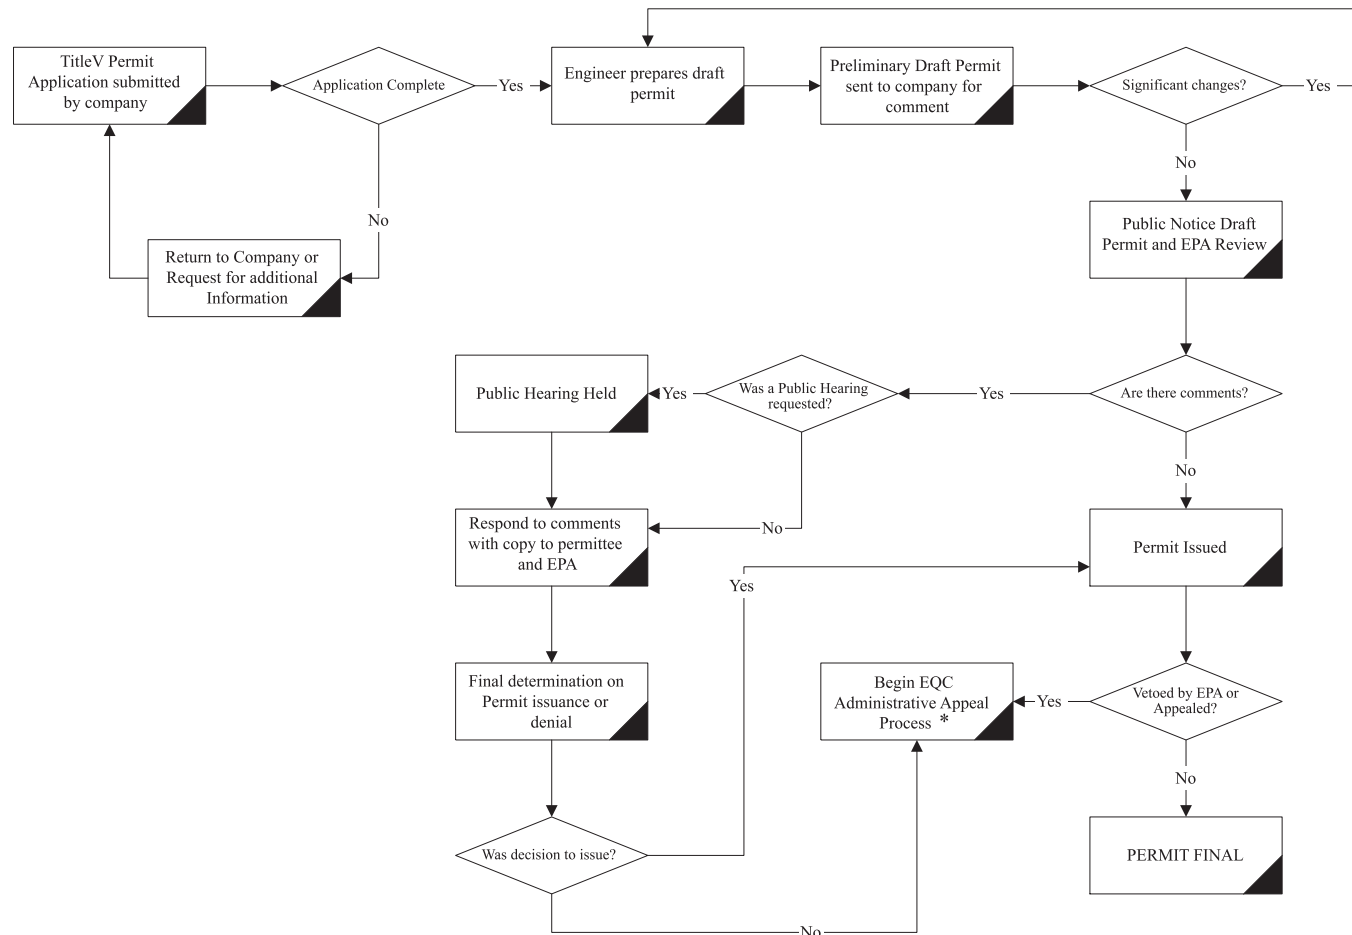 TitleV Permit
Application submitted
by company
Application Complete
Yes
Engineer prepares draft
permit
Preliminary Draft Permit
sent to company for
comment
Significant changes?
Yes
No
No
Return to Company or
Request for additional
Information
Public Notice Draft
Permit and EPA Review
Are there comments?
Yes
Was a Public Hearing
requested?
Yes
Public Hearing Held
No
No
Respond to comments
with copy to permittee
and EPA
Permit Issued
Yes
Final determination on
Permit issuance or
denial
Begin EQC
Administrative Appeal
Process *
Yes
Vetoed by EPA or
Appealed?
No
Was decision to issue?
PERMIT FINAL
No